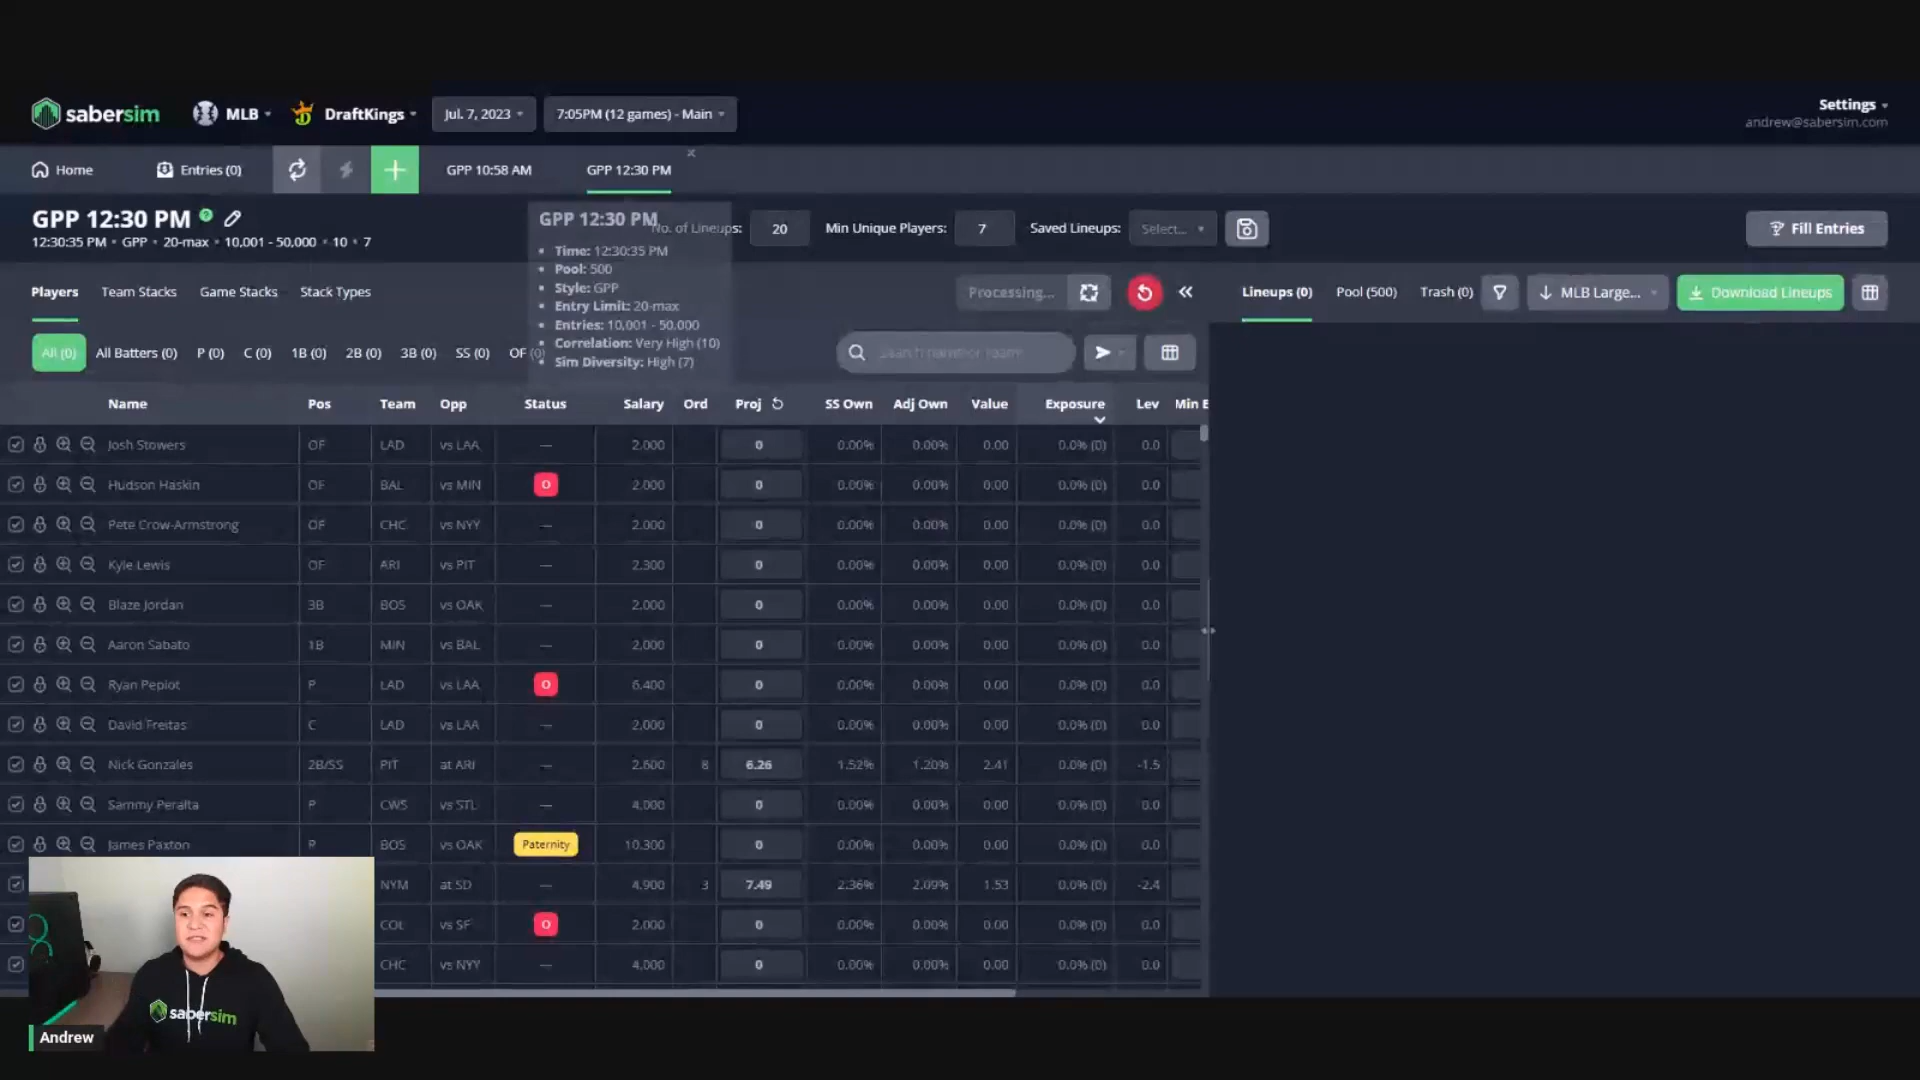 sabersim
MLB
DraftKings
Jul. 7, 2023
7:05PM (12 games) - Main
Settings
andrew@sabersim.com
Home
Entries (0)
GPP 10:58 AM
GPP 12:30 PM
GPP 12:30 PM
12:30:35 PM • GPP • 20-max • 10,001 - 50,000 • 10 • 7
GPP 12:30 PM
Time: 12:30:35 PM
Pool: 500
Style: GPP
Entry Limit: 20-max
Entries: 10,001 - 50,000
Correlation: Very High (10)
Sim Diversity: High (7)
No. of Lineups:
20
Min Unique Players:
7
Saved Lineups:
Select...
Fill Entries
Players
Team Stacks
Game Stacks
Stack Types
Processing...
Lineups (0)
Pool (500)
Trash (0)
MLB Large...
Download Lineups
All (0)
All Batters (0)
P (0)
C (0)
1B (0)
2B (0)
3B (0)
SS (0)
OF (0)
Name Pos Team Opp Status Salary Ord Proj SS Own Adj Own Value Exposure Lev Min E
Josh Stowers OF LAD vs LAA — 2,000 0 0.00% 0.00% 0.00 0.0% (0) 0.0
Hudson Haskin OF BAL vs MIN O 2,000 0 0.00% 0.00% 0.00 0.0% (0) 0.0
Pete Crow-Armstrong OF CHC vs NYY — 2,000 0 0.00% 0.00% 0.00 0.0% (0) 0.0
Kyle Lewis OF ARI vs PIT — 2,300 0 0.00% 0.00% 0.00 0.0% (0) 0.0
Blaze Jordan 3B BOS vs OAK — 2,000 0 0.00% 0.00% 0.00 0.0% (0) 0.0
Aaron Sabato 1B MIN vs BAL — 2,000 0 0.00% 0.00% 0.00 0.0% (0) 0.0
Ryan Pepiot P LAD vs LAA O 6,400 0 0.00% 0.00% 0.00 0.0% (0) 0.0
David Freitas C LAD vs LAA — 2,000 0 0.00% 0.00% 0.00 0.0% (0) 0.0
Nick Gonzales 2B/SS PIT at ARI — 2,600 8 6.26 1.52% 1.20% 2.41 0.0% (0) -1.5
Sammy Peralta P CWS vs STL — 4,000 0 0.00% 0.00% 0.00 0.0% (0) 0.0
James Paxton P BOS vs OAK Paternity 10,300 0 0.00% 0.00% 0.00 0.0% (0) 0.0
NYM at SD — 4,900 3 7.49 2.36% 2.09% 1.53 0.0% (0) -2.4
COL vs SF O 2,000 0 0.00% 0.00% 0.00 0.0% (0) 0.0
CHC vs NYY — 4,000 0 0.00% 0.00% 0.00 0.0% (0) 0.0
sabersim
Andrew